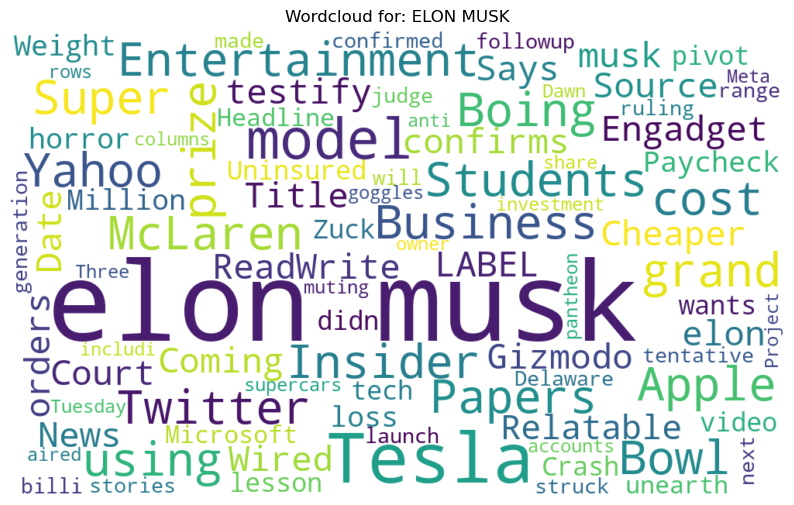 Wordcloud for: ELON MUSK
Weight
rows
made
Entertainment
confirmed
followup
Says
musk
pivot
Meta
range
Super
prize
testify
judge
Headline
anti
Boing
Dawn
Source
ruling
Engadget
horror
columns
model
confirms
share
Paycheck
Yahoo
Uninsured
will
goggles
Students
cost
generation
Date
Million
Title
Zuck
Business
investment
Cheaper
McLaren
owner
Three
ReadWrite
LABEL
grand
elon musk
muting
didn
pantheon
wants
elon
Project
orders
Court
includi
Coming
Insider
Gizmodo
tentative
supercars
tech
Delaware
Apple
Tuesday
Twitter
Papers
Relatable
video
News
Microsoft
loss
launch
accounts
aired
using
Wired
Tesla
Crash
Bowl
next
billi
stories
lesson
struck
unearth